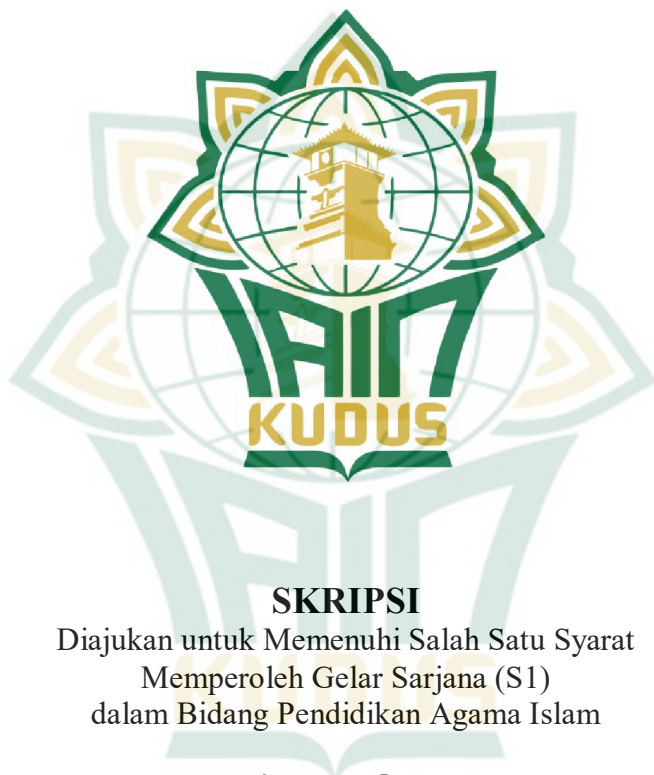 IAIN
KUDUS
SKRIPSI
Diajukan untuk Memenuhi Salah Satu Syarat
Memperoleh Gelar Sarjana (S1)
dalam Bidang Pendidikan Agama Islam